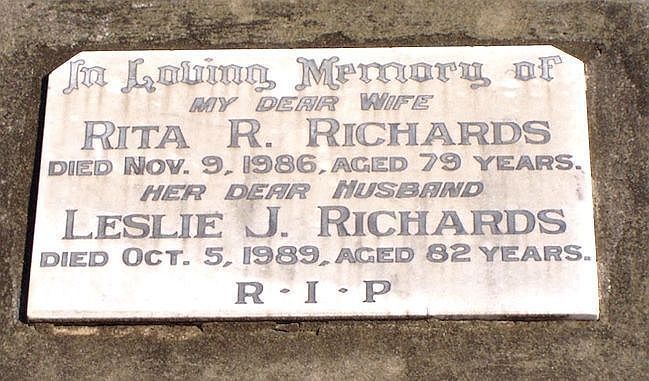 In Loving Memory of
MY DEAR WIFE
RITA R. RICHARDS
DIED NOV. 9, 1986, AGED 79 YEARS.
HER DEAR HUSBAND
LESLIE J. RICHARDS
DIED OCT. 5, 1989, AGED 82 YEARS.
R · I · P